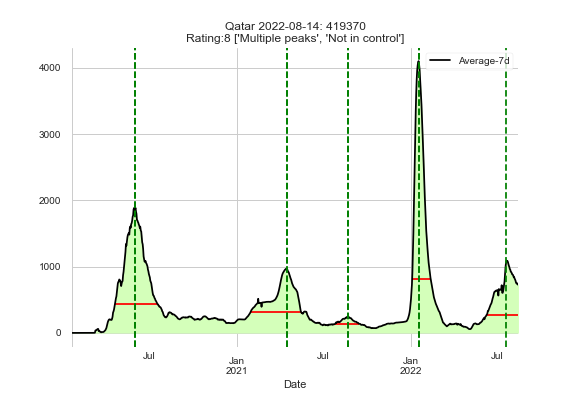 Qatar 2022-08-14: 419370
Rating:8 ['Multiple peaks', 'Not in control']
Average-7d
4000
3000
2000
1000
0
Jul
Jan
2021
Jul
Jan
2022
Jul
Date